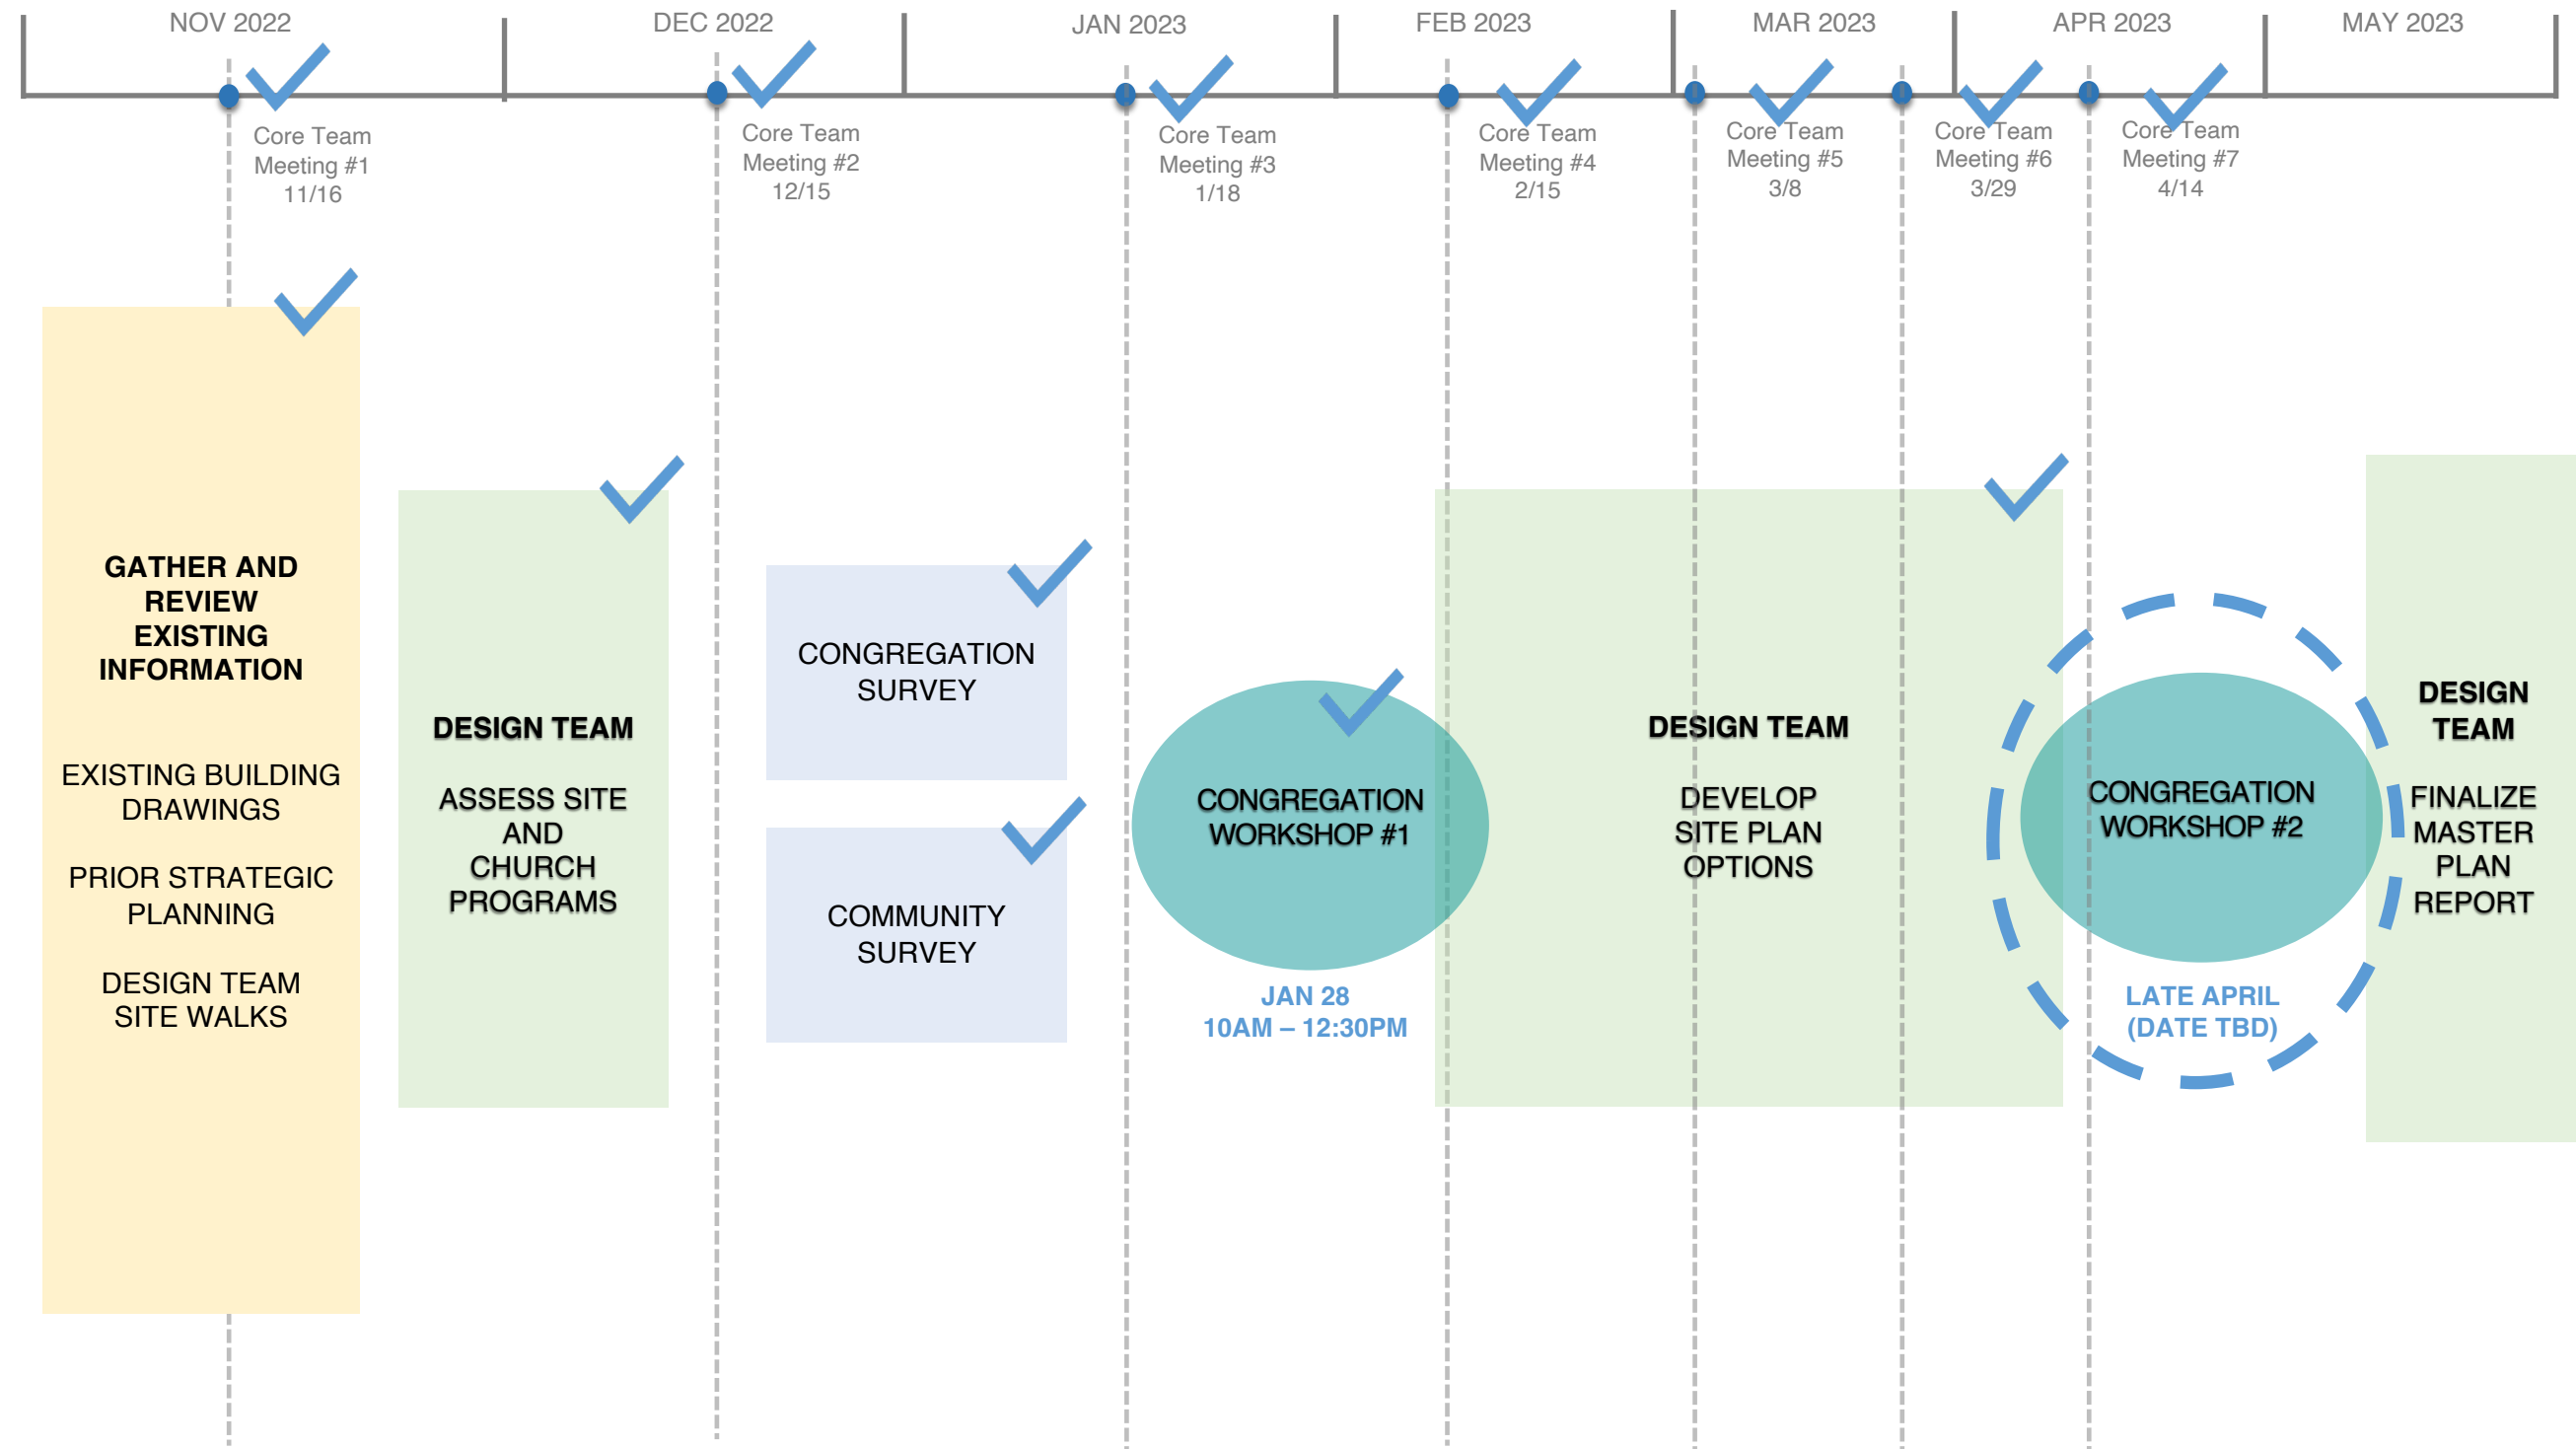 NOV 2022
DEC 2022
JAN 2023
FEB 2023
MAR 2023
APR 2023
MAY 2023
Core Team
Meeting #1
11/16
Core Team
Meeting #2
12/15
Core Team
Meeting #3
1/18
Core Team
Meeting #4
2/15
Core Team
Meeting #5
3/8
Core Team
Meeting #6
3/29
Core Team
Meeting #7
4/14
GATHER AND
REVIEW
EXISTING
INFORMATION
EXISTING BUILDING
DRAWINGS
PRIOR STRATEGIC
PLANNING
DESIGN TEAM
SITE WALKS
DESIGN TEAM
ASSESS SITE
AND
CHURCH
PROGRAMS
CONGREGATION
SURVEY
COMMUNITY
SURVEY
CONGREGATION
WORKSHOP #1
JAN 28
10AM – 12:30PM
DESIGN TEAM
DEVELOP
SITE PLAN
OPTIONS
CONGREGATION
WORKSHOP #2
LATE APRIL
(DATE TBD)
DESIGN
TEAM
FINALIZE
MASTER
PLAN
REPORT